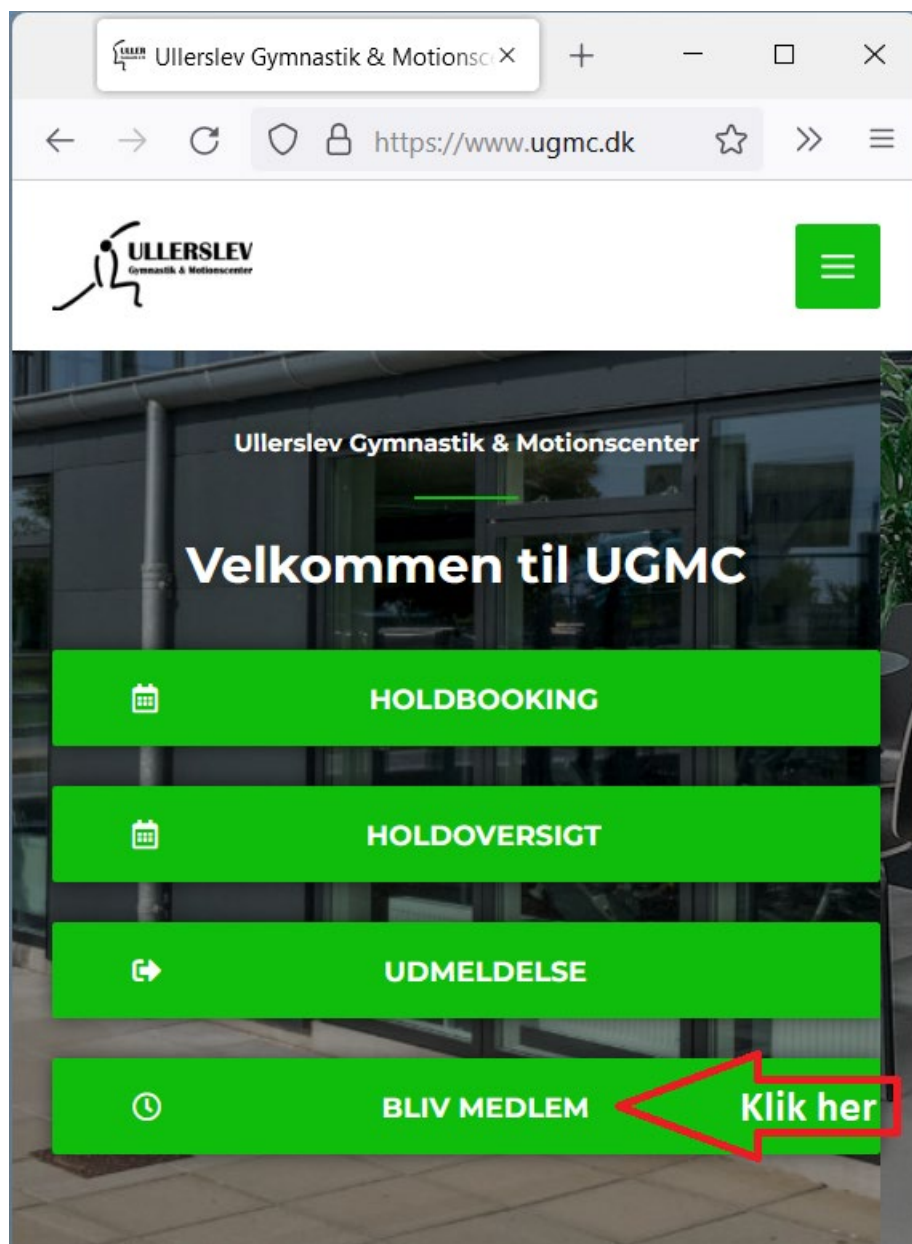 Ullerslev Gymnastik & Motionsc
https://www.ugmc.dk
ULLERSLEV
Gymnastik & Motionscenter
Ullerslev Gymnastik & Motionscenter
Velkommen til UGMC
HOLDBOOKING
HOLDOVERSIGT
UDMELDELSE
BLIV MEDLEM
Klik her